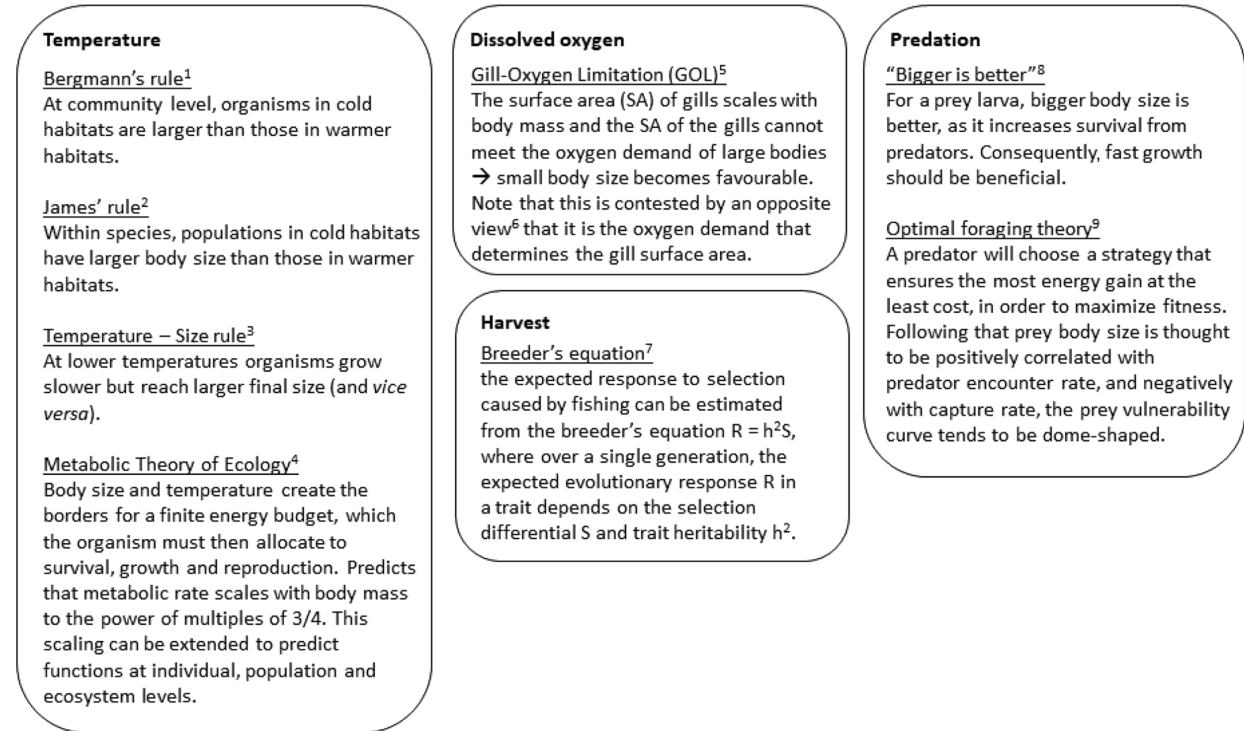 Temperature
Bergmann's rule¹
At community level, organisms in cold
habitats are larger than those in warmer
habitats.
James' rule²
Within species, populations in cold habitats
have larger body size than those in warmer
habitats.
Temperature – Size rule³
At lower temperatures organisms grow
slower but reach larger final size (and vice
versa).
Metabolic Theory of Ecology⁴
Body size and temperature create the
borders for a finite energy budget, which
the organism must then allocate to
survival, growth and reproduction. Predicts
that metabolic rate scales with body mass
to the power of multiples of 3/4. This
scaling can be extended to predict
functions at individual, population and
ecosystem levels.
Dissolved oxygen
Gill-Oxygen Limitation (GOL)⁵
The surface area (SA) of gills scales with
body mass and the SA of the gills cannot
meet the oxygen demand of large bodies
→ small body size becomes favourable.
Note that this is contested by an opposite
view⁶ that it is the oxygen demand that
determines the gill surface area.
Harvest
Breeder's equation⁷
the expected response to selection
caused by fishing can be estimated
from the breeder's equation R = h²S,
where over a single generation, the
expected evolutionary response R in
a trait depends on the selection
differential S and trait heritability h².
Predation
"Bigger is better"⁸
For a prey larva, bigger body size is
better, as it increases survival from
predators. Consequently, fast growth
should be beneficial.
Optimal foraging theory⁹
A predator will choose a strategy that
ensures the most energy gain at the
least cost, in order to maximize fitness.
Following that prey body size is thought
to be positively correlated with
predator encounter rate, and negatively
with capture rate, the prey vulnerability
curve tends to be dome-shaped.